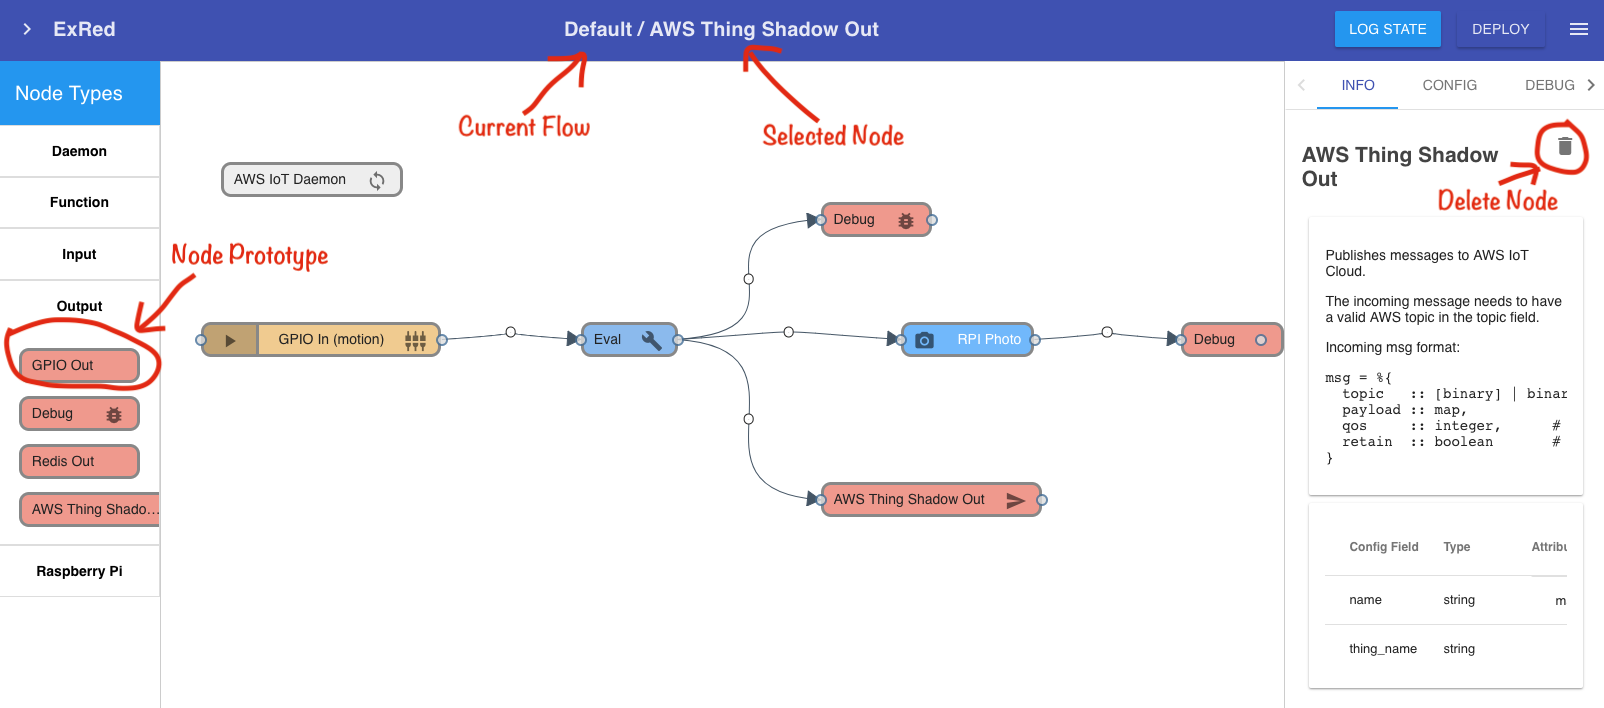 ExRed
Default / AWS Thing Shadow Out
LOG STATE
DEPLOY
Node Types
Daemon
Function
Input
Output
GPIO Out
Debug
Redis Out
AWS Thing Shado...
Raspberry Pi
Current Flow
Selected Node
Node Prototype
AWS IoT Daemon
Debug
GPIO In (motion)
Eval
RPI Photo
Debug
AWS Thing Shadow Out
INFO
CONFIG
DEBUG
AWS Thing Shadow
Out
Delete Node
Publishes messages to AWS IoT
Cloud.
The incoming message needs to have
a valid AWS topic in the topic field.
Incoming msg format:
msg = %{
topic :: [binary] | binar
payload :: map,
qos :: integer, #
retain :: boolean #
}
Config Field Type Attribu
name string m
thing_name string